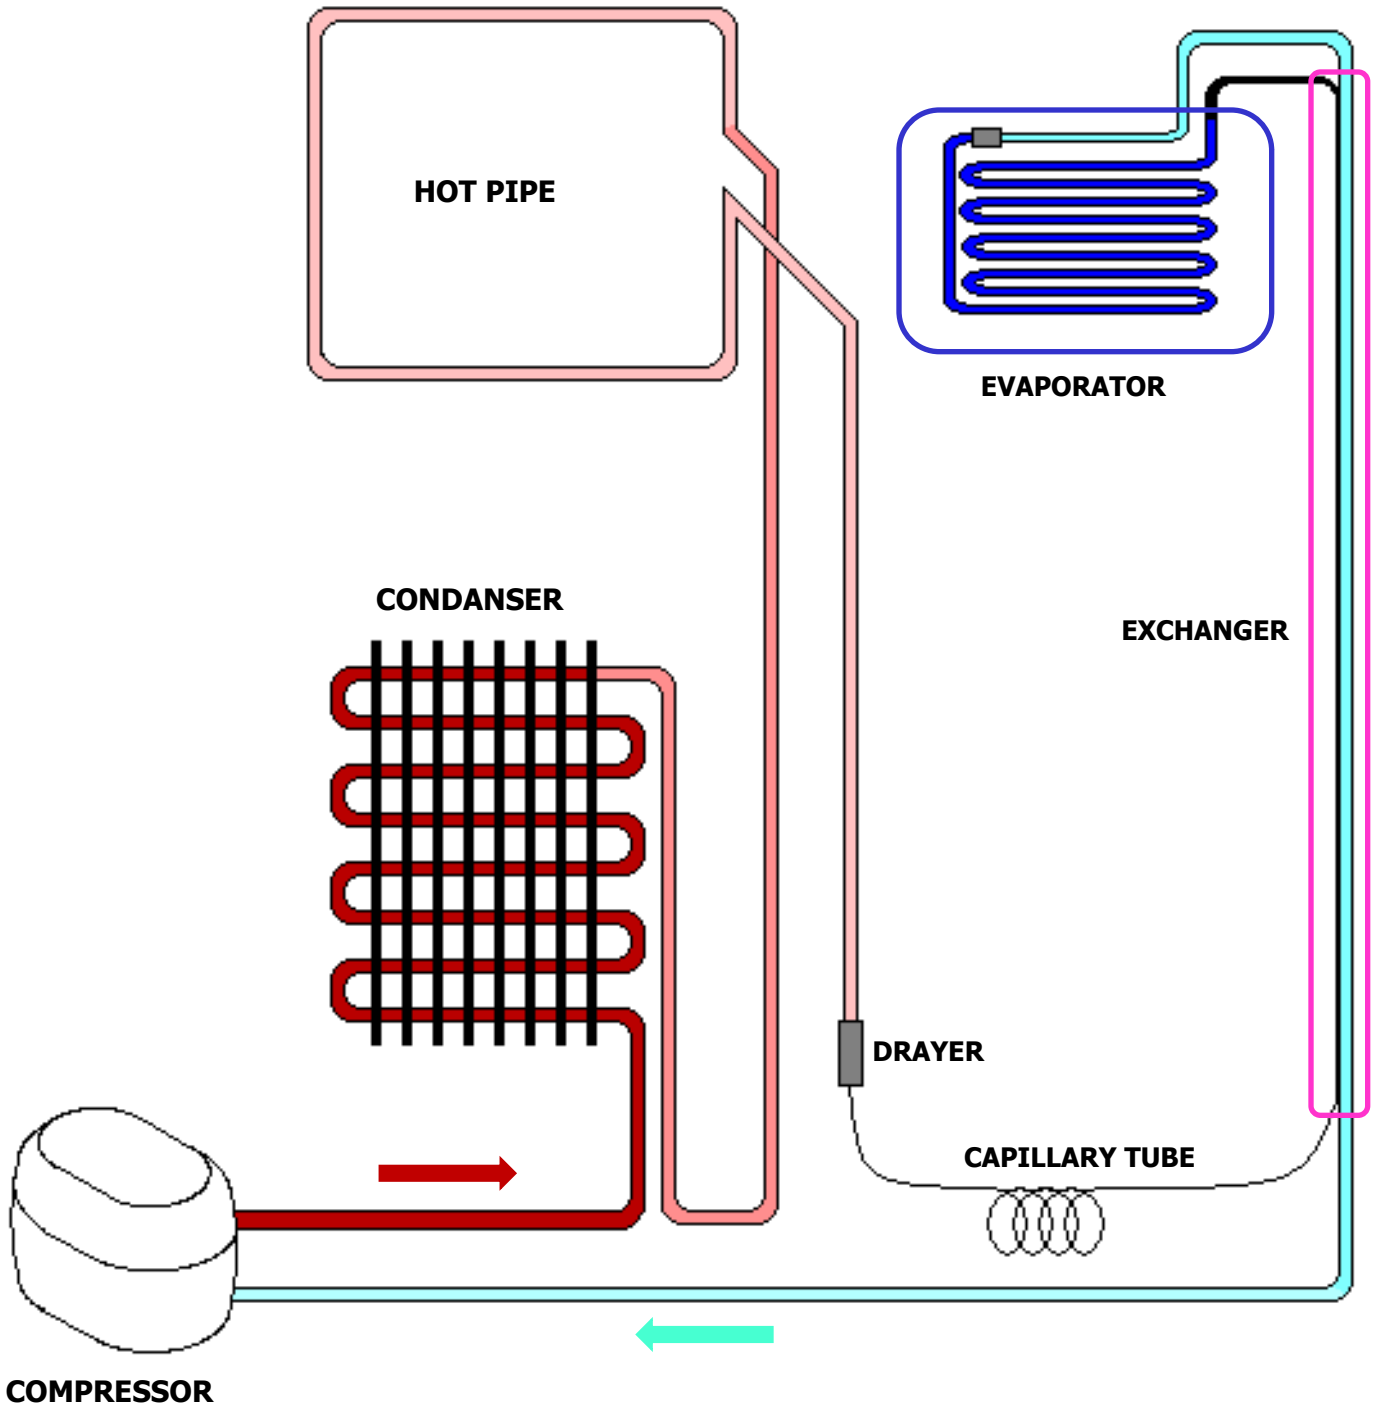 HOT PIPE
EVAPORATOR
CONDANSER
EXCHANGER
DRAYER
CAPILLARY TUBE
COMPRESSOR